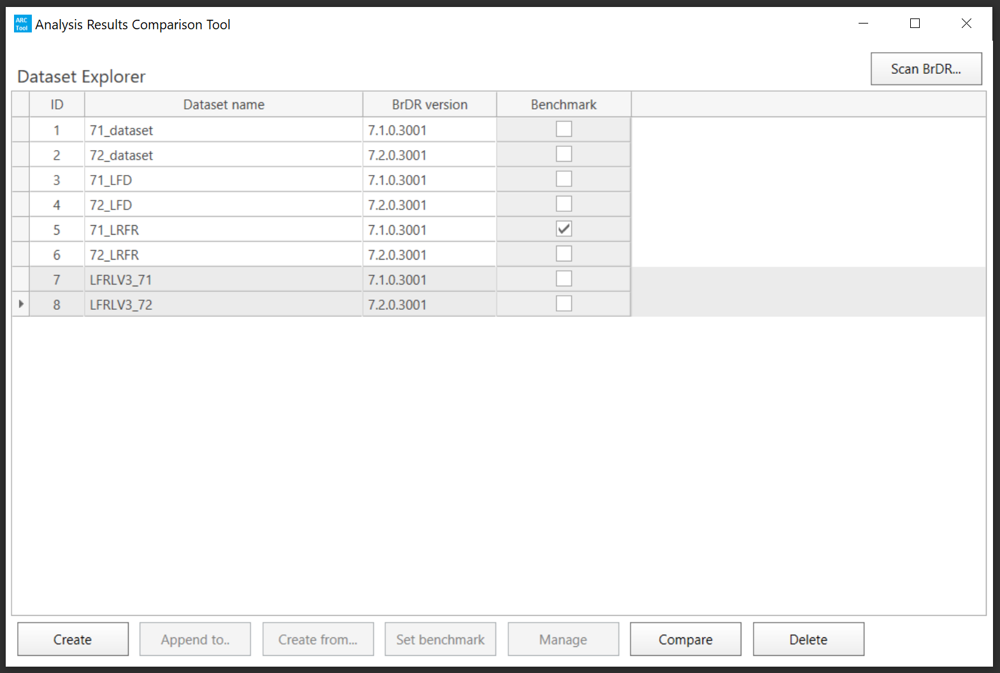 ARC
Tool
Analysis Results Comparison Tool
Scan BrDR...
Dataset Explorer
ID Dataset name BrDR version Benchmark
1 71_dataset 7.1.0.3001
2 72_dataset 7.2.0.3001
3 71_LFD 7.1.0.3001
4 72_LFD 7.2.0.3001
5 71_LRFR 7.1.0.3001
6 72_LRFR 7.2.0.3001
7 LFRLV3_71 7.1.0.3001
8 LFRLV3_72 7.2.0.3001
Create Append to.. Create from... Set benchmark Manage Compare Delete